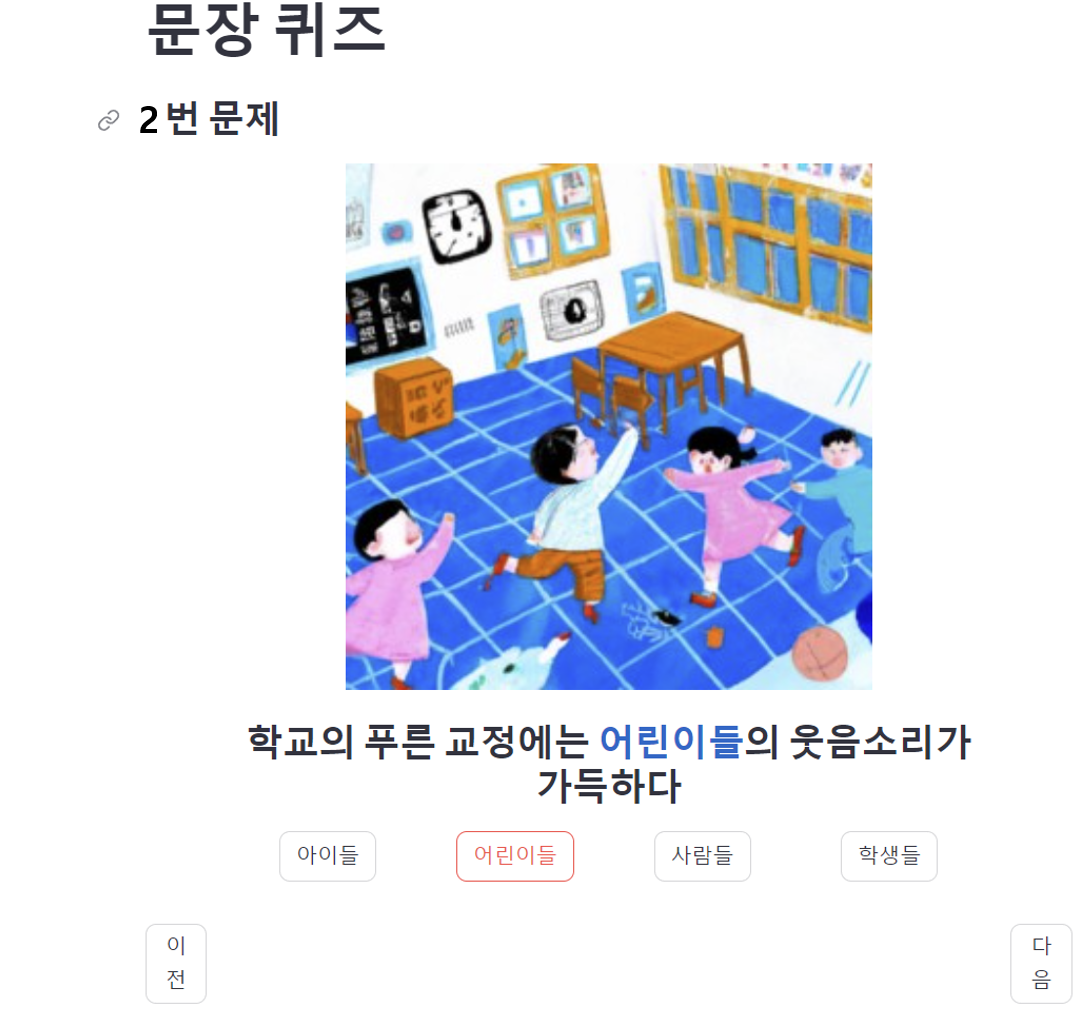 문장 퀴즈
2번 문제
학교의 푸른 교정에는 어린이들의 웃음소리가
가득하다
아이들
어린이들
사람들
학생들
이
전
다
음